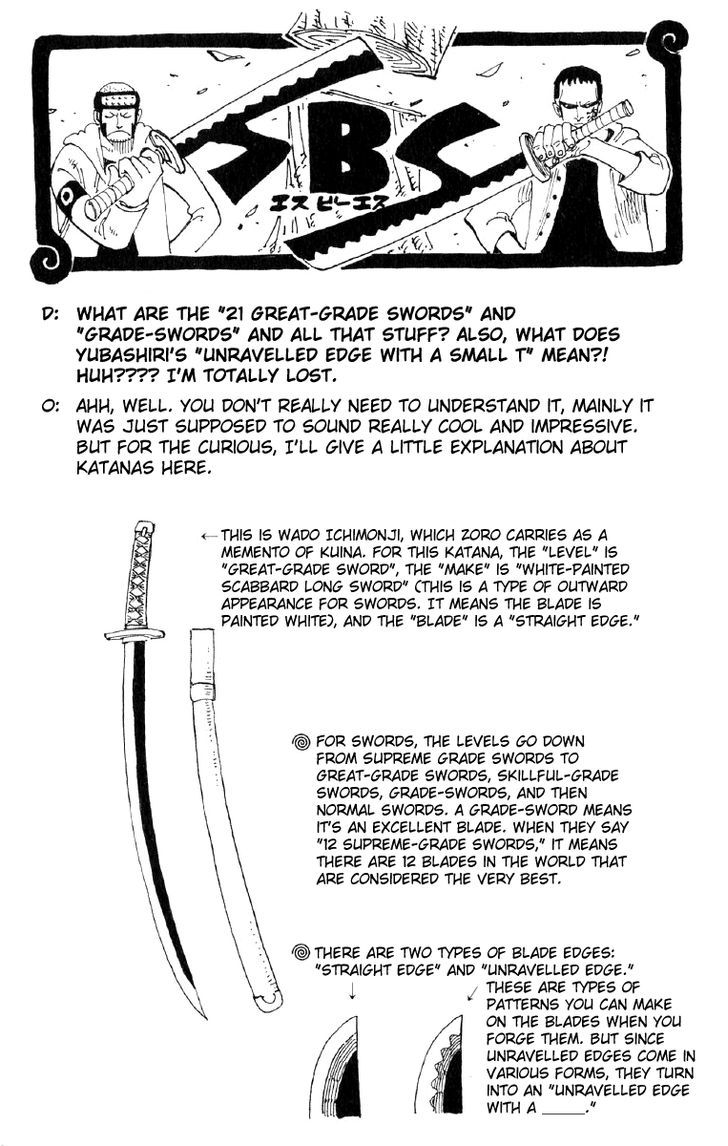 SBS
エス ビーエス
D: WHAT ARE THE "21 GREAT-GRADE SWORDS" AND
"GRADE-SWORDS" AND ALL THAT STUFF? ALSO, WHAT DOES
YUBASHIRI'S "UNRAVELLED EDGE WITH A SMALL T" MEAN?!
HUH???? I'M TOTALLY LOST.
O: AHH, WELL. YOU DON'T REALLY NEED TO UNDERSTAND IT, MAINLY IT
WAS JUST SUPPOSED TO SOUND REALLY COOL AND IMPRESSIVE.
BUT FOR THE CURIOUS, I'LL GIVE A LITTLE EXPLANATION ABOUT
KATANAS HERE.
←THIS IS WADO ICHIMONJI, WHICH ZORO CARRIES AS A
MEMENTO OF KUINA. FOR THIS KATANA, THE "LEVEL" IS
"GREAT-GRADE SWORD", THE "MAKE" IS "WHITE-PAINTED
SCABBARD LONG SWORD" (THIS IS A TYPE OF OUTWARD
APPEARANCE FOR SWORDS. IT MEANS THE BLADE IS
PAINTED WHITE), AND THE "BLADE" IS A "STRAIGHT EDGE."
FOR SWORDS, THE LEVELS GO DOWN
FROM SUPREME GRADE SWORDS TO
GREAT-GRADE SWORDS, SKILLFUL-GRADE
SWORDS, GRADE-SWORDS, AND THEN
NORMAL SWORDS. A GRADE-SWORD MEANS
IT'S AN EXCELLENT BLADE. WHEN THEY SAY
"12 SUPREME-GRADE SWORDS," IT MEANS
THERE ARE 12 BLADES IN THE WORLD THAT
ARE CONSIDERED THE VERY BEST.
THERE ARE TWO TYPES OF BLADE EDGES:
"STRAIGHT EDGE" AND "UNRAVELLED EDGE."
THESE ARE TYPES OF
PATTERNS YOU CAN MAKE
ON THE BLADES WHEN YOU
FORGE THEM. BUT SINCE
UNRAVELLED EDGES COME IN
VARIOUS FORMS, THEY TURN
INTO AN "UNRAVELLED EDGE
WITH A _____."